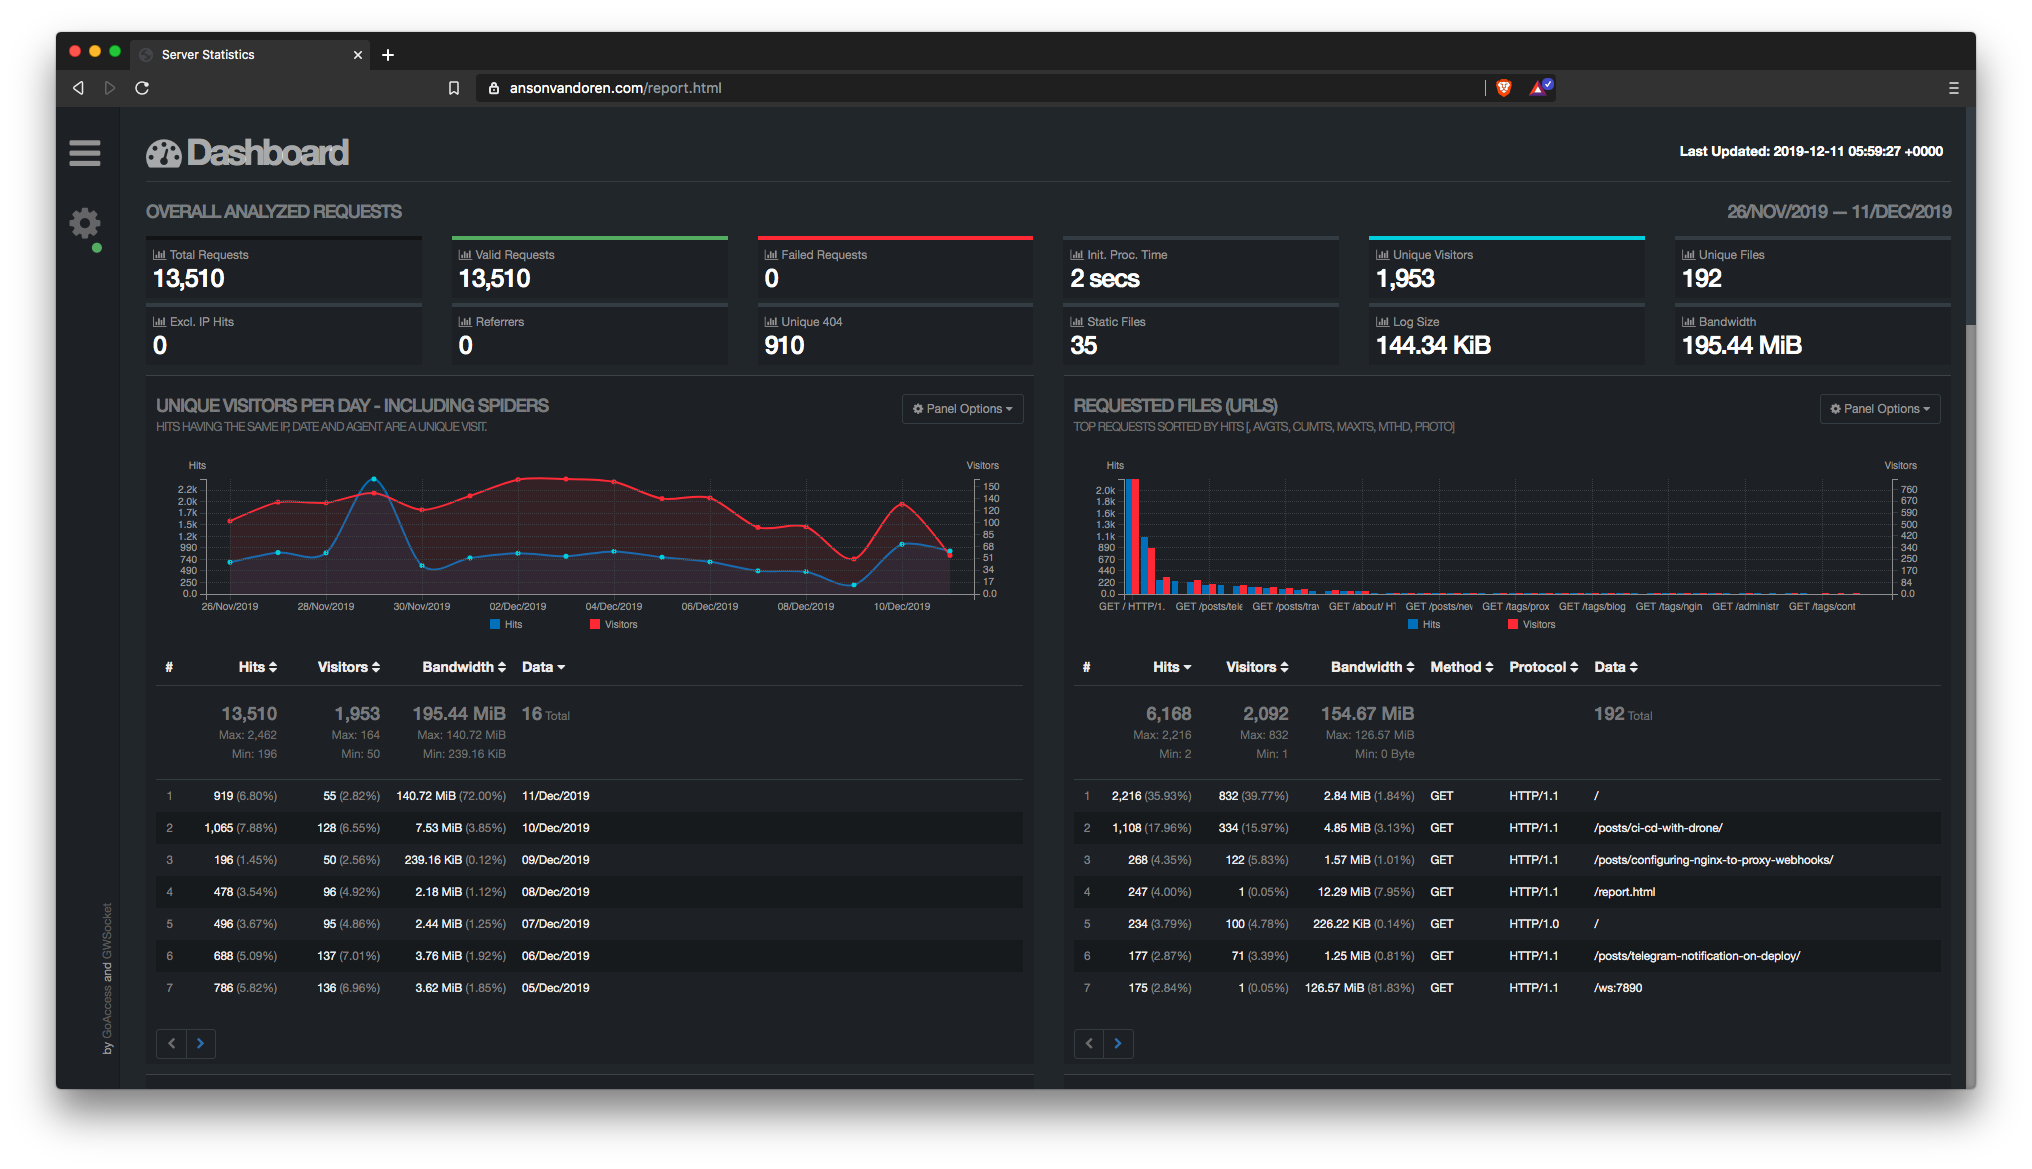 Server Statistics
ansonvandoren.com/report.html
Dashboard
Last Updated: 2019-12-11 05:59:27 +0000
OVERALL ANALYZED REQUESTS
26/NOV/2019 — 11/DEC/2019
Total Requests
13,510
Valid Requests
13,510
Failed Requests
0
Init. Proc. Time
2 secs
Unique Visitors
1,953
Unique Files
192
Excl. IP Hits
0
Referrers
0
Unique 404
910
Static Files
35
Log Size
144.34 KiB
Bandwidth
195.44 MiB
UNIQUE VISITORS PER DAY - INCLUDING SPIDERS
Panel Options
HITS HAVING THE SAME IP, DATE AND AGENT ARE A UNIQUE VISIT.
Hits
Visitors
2.2k
2.0k
1.7k
1.5k
1.2k
990
740
490
250
0.0
150
140
120
100
85
68
51
34
17
0.0
26/Nov/2019 28/Nov/2019 30/Nov/2019 02/Dec/2019 04/Dec/2019 06/Dec/2019 08/Dec/2019 10/Dec/2019
Hits Visitors
# Hits Visitors Bandwidth Data
13,510 1,953 195.44 MiB 16 Total
Max: 2,462 Max: 164 Max: 140.72 MiB
Min: 196 Min: 50 Min: 239.16 KiB
1 919 (6.80%) 55 (2.82%) 140.72 MiB (72.00%) 11/Dec/2019
2 1,065 (7.88%) 128 (6.55%) 7.53 MiB (3.85%) 10/Dec/2019
3 196 (1.45%) 50 (2.56%) 239.16 KiB (0.12%) 09/Dec/2019
4 478 (3.54%) 96 (4.92%) 2.18 MiB (1.12%) 08/Dec/2019
5 496 (3.67%) 95 (4.86%) 2.44 MiB (1.25%) 07/Dec/2019
6 688 (5.09%) 137 (7.01%) 3.76 MiB (1.92%) 06/Dec/2019
7 786 (5.82%) 136 (6.96%) 3.62 MiB (1.85%) 05/Dec/2019
REQUESTED FILES (URLS)
Panel Options
TOP REQUESTS SORTED BY HITS [, AVGTS, CUMTS, MAXTS, MTHD, PROTO]
Hits
Visitors
2.0k
1.8k
1.6k
1.3k
1.1k
890
670
440
220
0.0
760
670
590
500
420
340
250
170
84
0.0
GET / HTTP/1. GET /posts/tele GET /posts/tra GET /about/ HT GET /posts/nev GET /tags/prox GET /tags/blog GET /tags/ngin GET /administr GET /tags/cont
Hits Visitors
# Hits Visitors Bandwidth Method Protocol Data
6,168 2,092 154.67 MiB 192 Total
Max: 2,216 Max: 832 Max: 126.57 MiB
Min: 2 Min: 1 Min: 0 Byte
1 2,216 (35.93%) 832 (39.77%) 2.84 MiB (1.84%) GET HTTP/1.1 /
2 1,108 (17.96%) 334 (15.97%) 4.85 MiB (3.13%) GET HTTP/1.1 /posts/ci-cd-with-drone/
3 268 (4.35%) 122 (5.83%) 1.57 MiB (1.01%) GET HTTP/1.1 /posts/configuring-nginx-to-proxy-webhooks/
4 247 (4.00%) 1 (0.05%) 12.29 MiB (7.95%) GET HTTP/1.1 /report.html
5 234 (3.79%) 100 (4.78%) 226.22 KiB (0.14%) GET HTTP/1.0 /
6 177 (2.87%) 71 (3.39%) 1.25 MiB (0.81%) GET HTTP/1.1 /posts/telegram-notification-on-deploy/
7 175 (2.84%) 1 (0.05%) 126.57 MiB (81.83%) GET HTTP/1.1 /ws:7890
by GoAccess and GWSocket